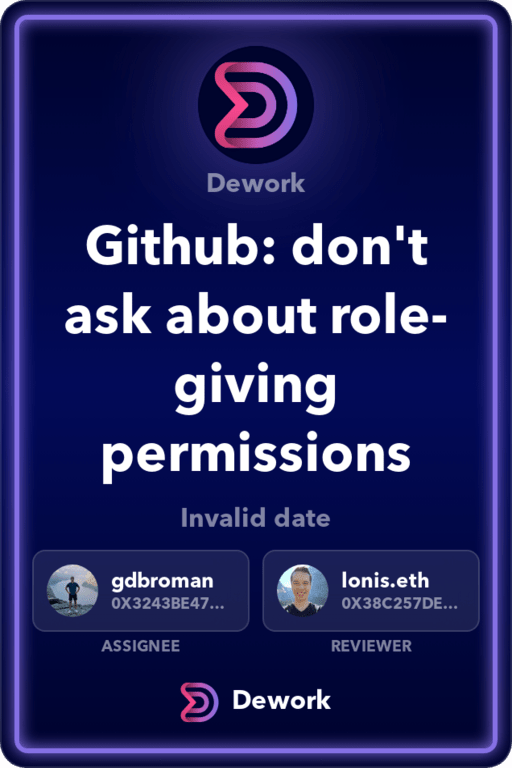 Dework
Github: don't
ask about role-
giving
permissions
Invalid date
gdbroman
0X3243BE47...
lonis.eth
0X38C257DE...
ASSIGNEE
REVIEWER
Dework